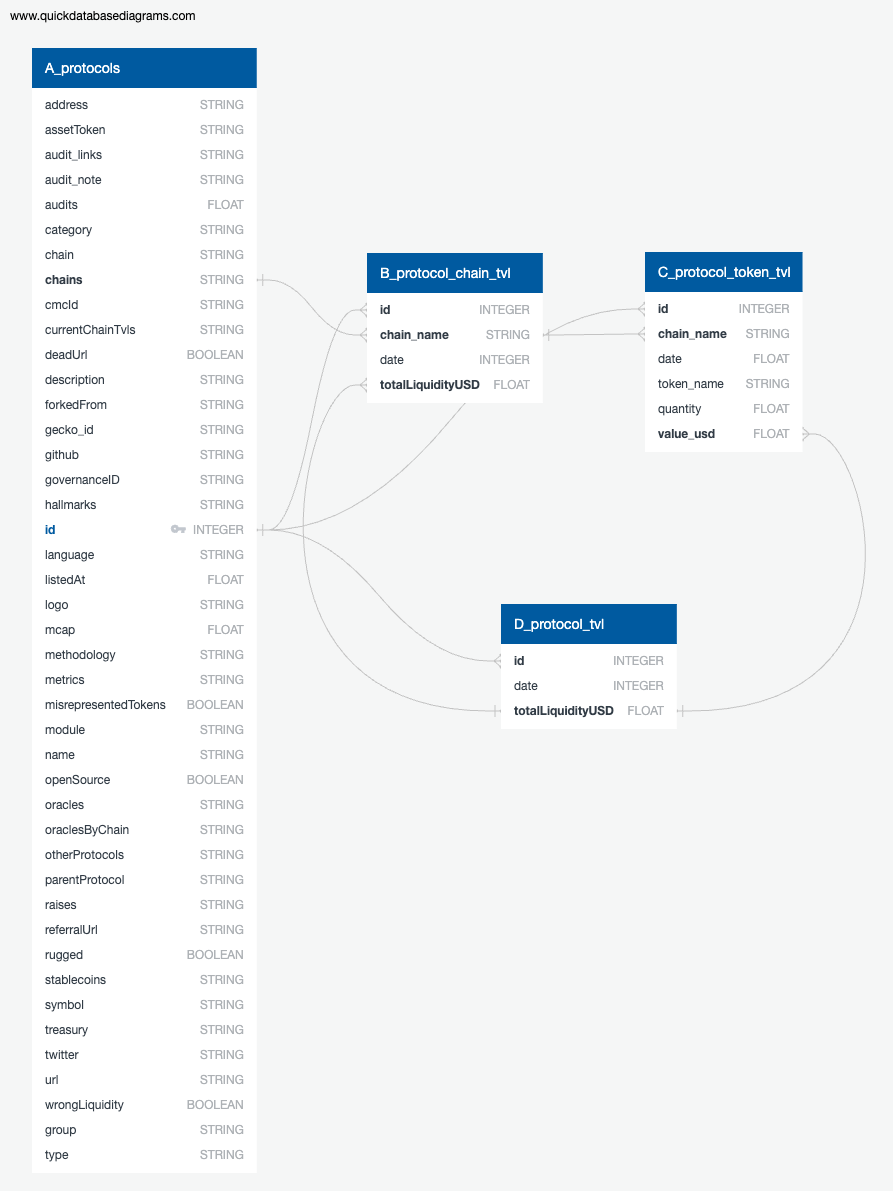 www.quickdatabasediagrams.com
A_protocols
address STRING
assetToken STRING
audit_links STRING
audit_note STRING
audits FLOAT
category STRING
chain STRING
chains STRING
cmcId STRING
currentChainTvls STRING
deadUrl BOOLEAN
description STRING
forkedFrom STRING
gecko_id STRING
github STRING
governanceID STRING
hallmarks STRING
id INTEGER
language STRING
listedAt FLOAT
logo STRING
mcap FLOAT
methodology STRING
metrics STRING
misrepresentedTokens BOOLEAN
module STRING
name STRING
openSource BOOLEAN
oracles STRING
oraclesByChain STRING
otherProtocols STRING
parentProtocol STRING
raises STRING
referralUrl STRING
rugged BOOLEAN
stablecoins STRING
symbol STRING
treasury STRING
twitter STRING
url STRING
wrongLiquidity BOOLEAN
group STRING
type STRING
B_protocol_chain_tvl
id INTEGER
chain_name STRING
date INTEGER
totalLiquidityUSD FLOAT
C_protocol_token_tvl
id INTEGER
chain_name STRING
date FLOAT
token_name STRING
quantity FLOAT
value_usd FLOAT
D_protocol_tvl
id INTEGER
date INTEGER
totalLiquidityUSD FLOAT